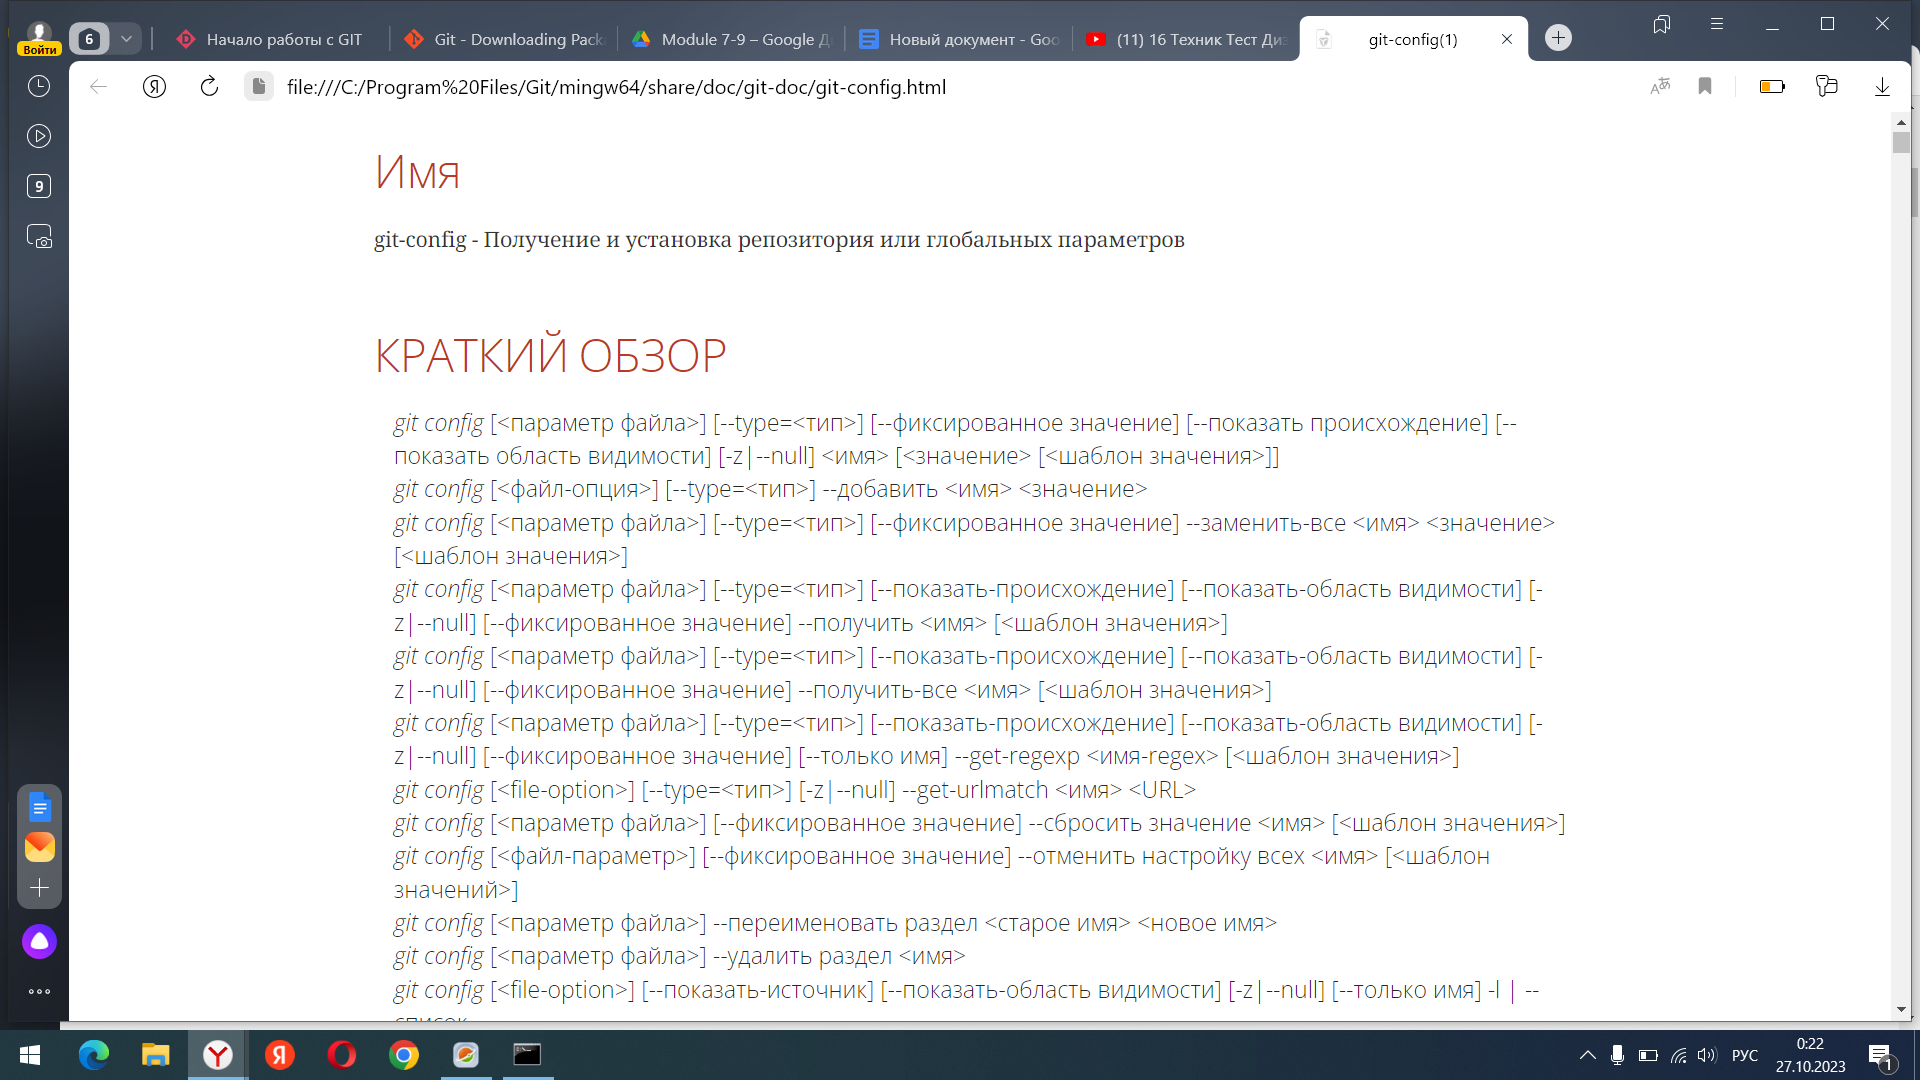 Войти
6
Начало работы с GIT
Git - Downloading Pack
Module 7-9 – Google Д
Новый документ - Goo
(11) 16 Техник Тест Диз
git-config(1)
Я
file:///C:/Program%20Files/Git/mingw64/share/doc/git-doc/git-config.html
9
Имя
git-config - Получение и установка репозитория или глобальных параметров
КРАТКИЙ ОБЗОР
git config [<параметр файла>] [--type=<тип>] [--фиксированное значение] [--показать происхождение] [--
показать область видимости] [-z|--null] <имя> [<значение> [<шаблон значения>]]
git config [<файл-опция>] [--type=<тип>] --добавить <имя> <значение>
git config [<параметр файла>] [--type=<тип>] [--фиксированное значение] --заменить-все <имя> <значение>
[<шаблон значения>]
git config [<параметр файла>] [--type=<тип>] [--показать-происхождение] [--показать-область видимости] [-
z|--null] [--фиксированное значение] --получить <имя> [<шаблон значения>]
git config [<параметр файла>] [--type=<тип>] [--показать-происхождение] [--показать-область видимости] [-
z|--null] [--фиксированное значение] --получить-все <имя> [<шаблон значения>]
git config [<параметр файла>] [--type=<тип>] [--показать-происхождение] [--показать-область видимости] [-
z|--null] [--фиксированное значение] [--только имя] --get-regexp <имя-regex> [<шаблон значения>]
git config [<file-option>] [--type=<тип>] [-z|--null] --get-urlmatch <имя> <URL>
git config [<параметр файла>] [--фиксированное значение] --сбросить значение <имя> [<шаблон значения>]
git config [<файл-параметр>] [--фиксированное значение] --отменить настройку всех <имя> [<шаблон
значений>]
git config [<параметр файла>] --переименовать раздел <старое имя> <новое имя>
git config [<параметр файла>] --удалить раздел <имя>
git config [<file-option>] [--показать-источник] [--показать-область видимости] [-z|--null] [--только имя] -l | --
список
РУС
0:22
27.10.2023
1